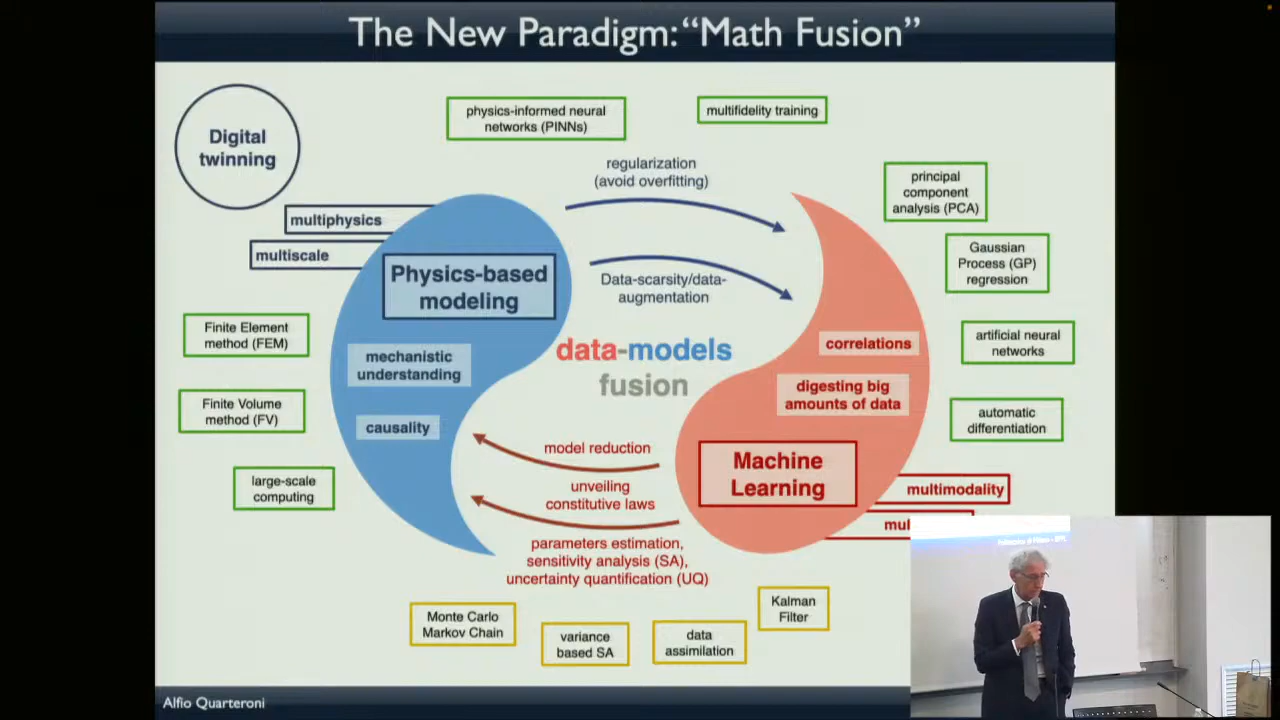 The New Paradigm: “Math Fusion”
Digital
twinning
physics-informed neural
networks (PINNs)
multifidelity training
regularization
(avoid overfitting)
principal
component
analysis (PCA)
multiphysics
multiscale
Physics-based
modeling
Data-scarsity/data-
augmentation
Gaussian
Process (GP)
regression
Finite Element
method (FEM)
mechanistic
understanding
data-models
fusion
correlations
artificial neural
networks
digesting big
amounts of data
Finite Volume
method (FV)
causality
automatic
differentiation
model reduction
Machine
Learning
large-scale
computing
unveiling
constitutive laws
multimodality
mul
parameters estimation,
sensitivity analysis (SA),
uncertainty quantification (UQ)
Monte Carlo
Markov Chain
variance
based SA
data
assimilation
Kalman
Filter
Alfio Quarteroni